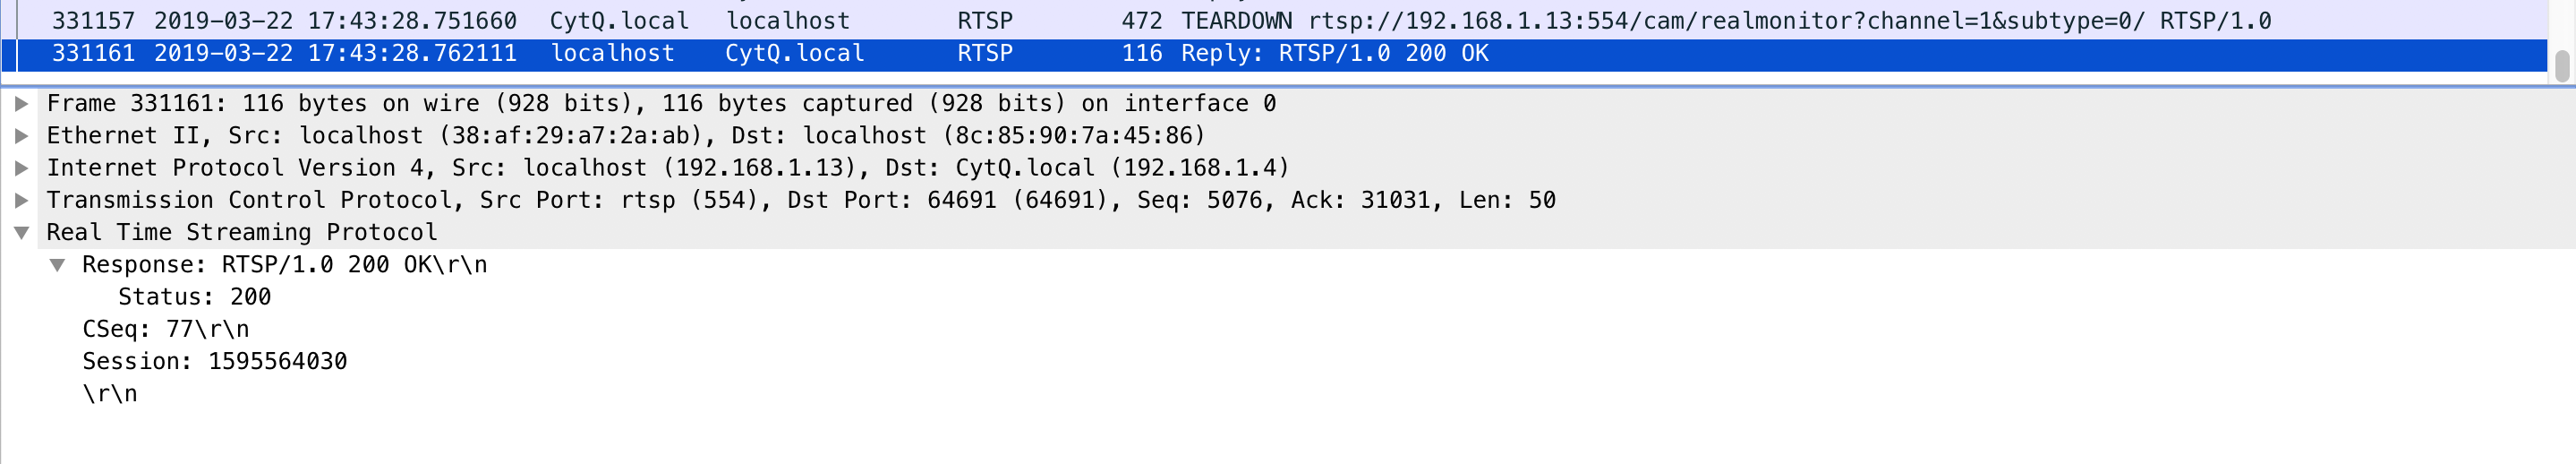 331157 2019-03-22 17:43:28.751660 CytQ.local localhost RTSP 472 TEARDOWN rtsp://192.168.1.13:554/cam/realmonitor?channel=1&subtype=0/ RTSP/1.0
331161 2019-03-22 17:43:28.762111 localhost CytQ.local RTSP 116 Reply: RTSP/1.0 200 OK
Frame 331161: 116 bytes on wire (928 bits), 116 bytes captured (928 bits) on interface 0
Ethernet II, Src: localhost (38:af:29:a7:2a:ab), Dst: localhost (8c:85:90:7a:45:86)
Internet Protocol Version 4, Src: localhost (192.168.1.13), Dst: CytQ.local (192.168.1.4)
Transmission Control Protocol, Src Port: rtsp (554), Dst Port: 64691 (64691), Seq: 5076, Ack: 31031, Len: 50
Real Time Streaming Protocol
Response: RTSP/1.0 200 OK\r\n
Status: 200
CSeq: 77\r\n
Session: 1595564030
\r\n